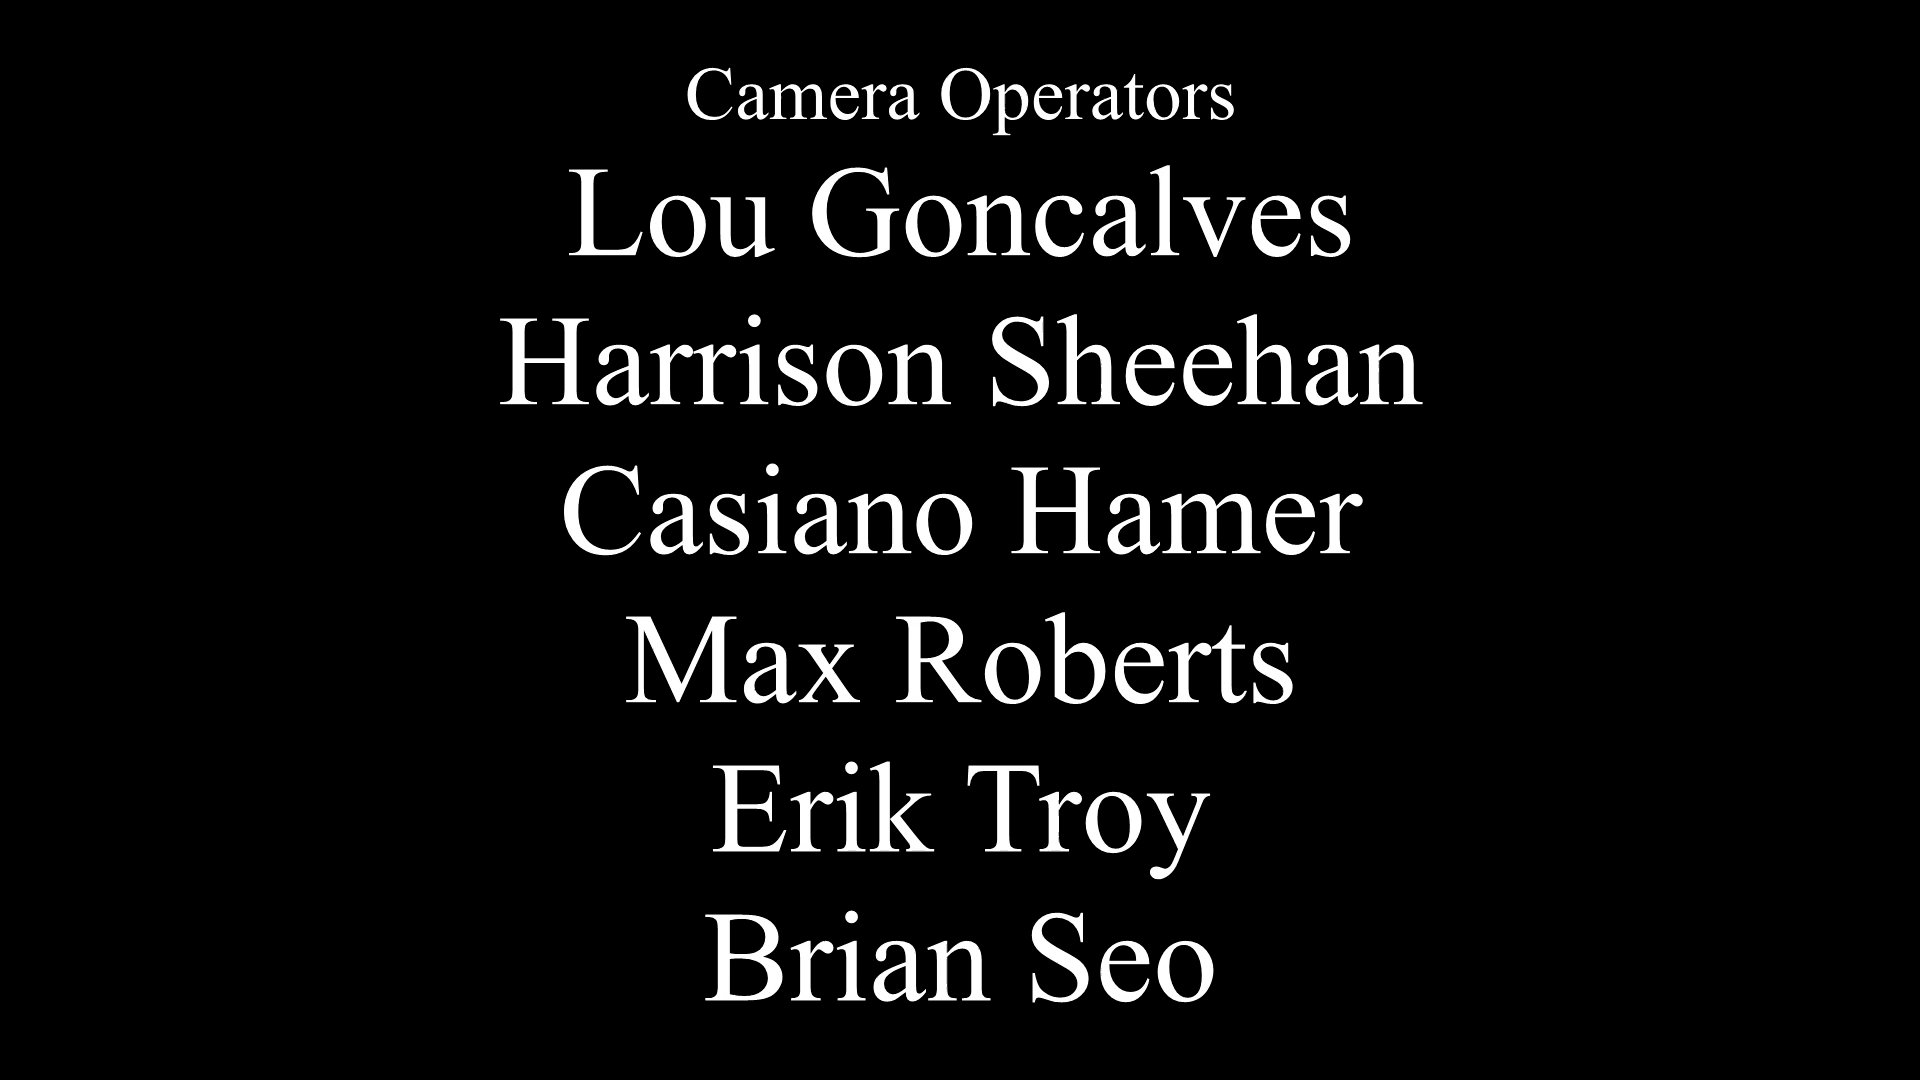 Camera Operators
Lou Goncalves
Harrison Sheehan
Casiano Hamer
Max Roberts
Erik Troy
Brian Seo